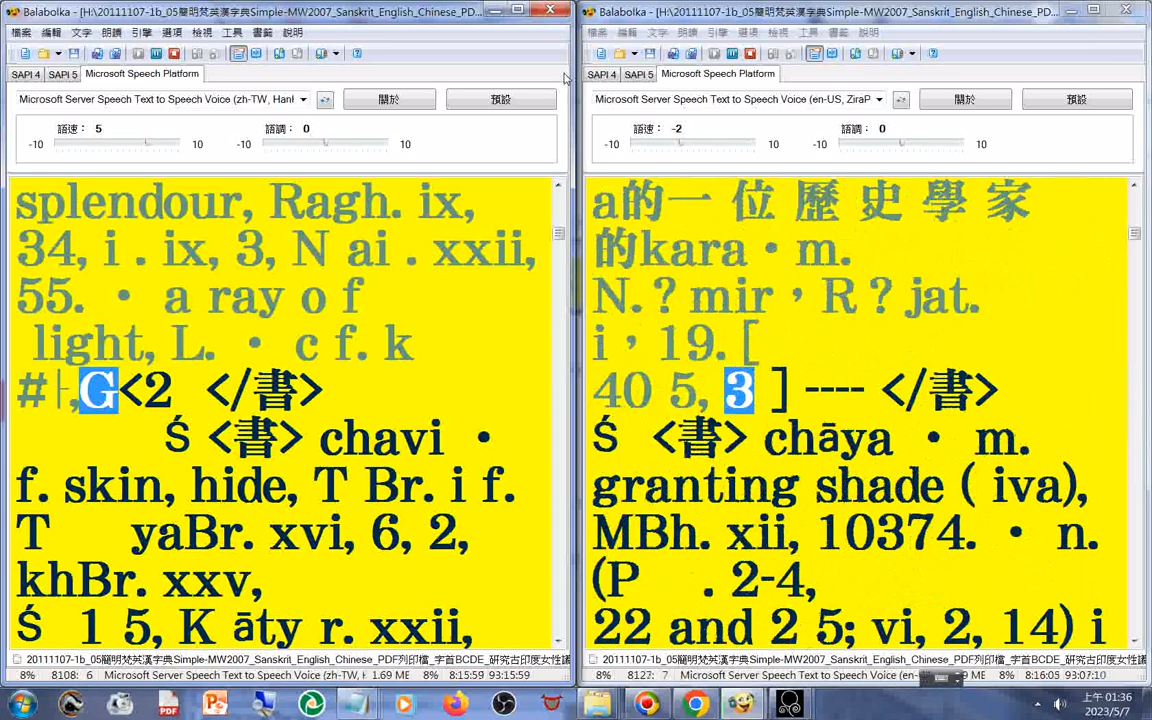 Balabolka - [H:\20111107-1b_05簡明梵英漢字典Simple-MW2007_Sanskrit_English_Chinese_PD...
檔案 編輯 文字 朗讀 引擎 選項 檢視 工具 書籤 說明
SAPI 4 SAPI 5 Microsoft Speech Platform
Microsoft Server Speech Text to Speech Voice (zh-TW, Hanl 關於 預設
語速： 5 語調： 0
-10 10 -10 10
splendour, Ragh. ix,
34, i . ix, 3, N ai . xxii,
55. • a ray o f
light, L. • c f. k
#├,G<2 </書>
Ś <書> chavi •
f. skin, hide, T Br. i f.
T yaBr. xvi, 6, 2,
khBr. xxv,
Ś 1 5, K āty r. xxii,
20111107-1b_05簡明梵英漢字典Simple-MW2007_Sanskrit_English_Chinese_PDF列印檔_字首BCDE_研究古印度女性議
8% 8108: 6 Microsoft Server Speech Text to Speech Voice (zh-TW, 1.69 MB 8% 8:15:59 93:15:59
Balabolka - [H:\20111107-1b_05簡明梵英漢字典Simple-MW2007_Sanskrit_English_Chinese_PDF...
檔案 編輯 文字 朗讀 引擎 選項 檢視 工具 書籤 說明
SAPI 4 SAPI 5 Microsoft Speech Platform
Microsoft Server Speech Text to Speech Voice (en-US, ZiraP 關於 預設
語速： -2 語調： 0
-10 10 -10 10
a的一 位 歷 史 學 家
的kara • m.
N.？mir，R？jat.
i，19. [
40 5, 3 ] ---- </書>
Ś <書> chāya • m.
granting shade ( iva),
MBh. xii, 10374. • n.
(P . 2-4,
22 and 2 5; vi, 2, 14) i
20111107-1b_05簡明梵英漢字典Simple-MW2007_Sanskrit_English_Chinese_PDF列印檔_字首BCDE_研究古印度女性議
8% 8127: 7 Microsoft Server Speech Text to Speech Voice (en- 9 MB 8% 8:16:05 93:07:10
上午 01:36
2023/5/7